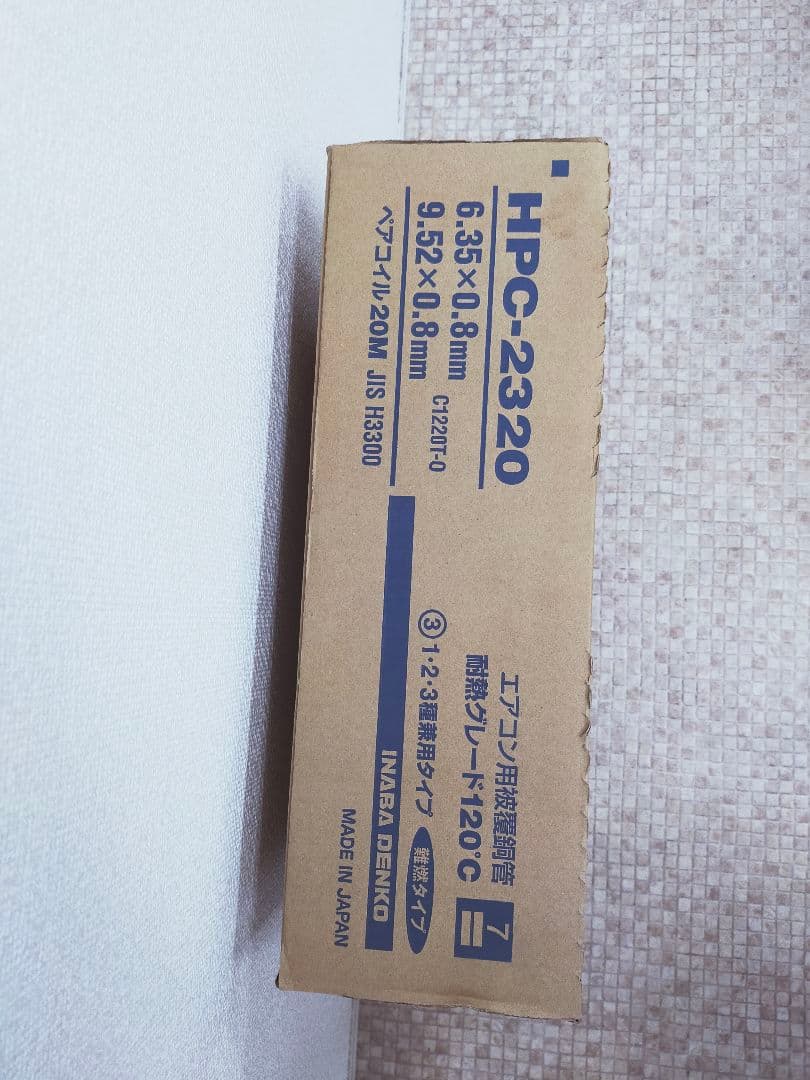 HPC-2320
6.35×0.8mm
9.52×0.8mm C1220T-O
ペアコイル20M JIS H3300
エアコン用被覆銅管
耐熱グレード120℃
7
③1・2・3種兼用タイプ 難燃タイプ
INABA DENKO
MADE IN JAPAN